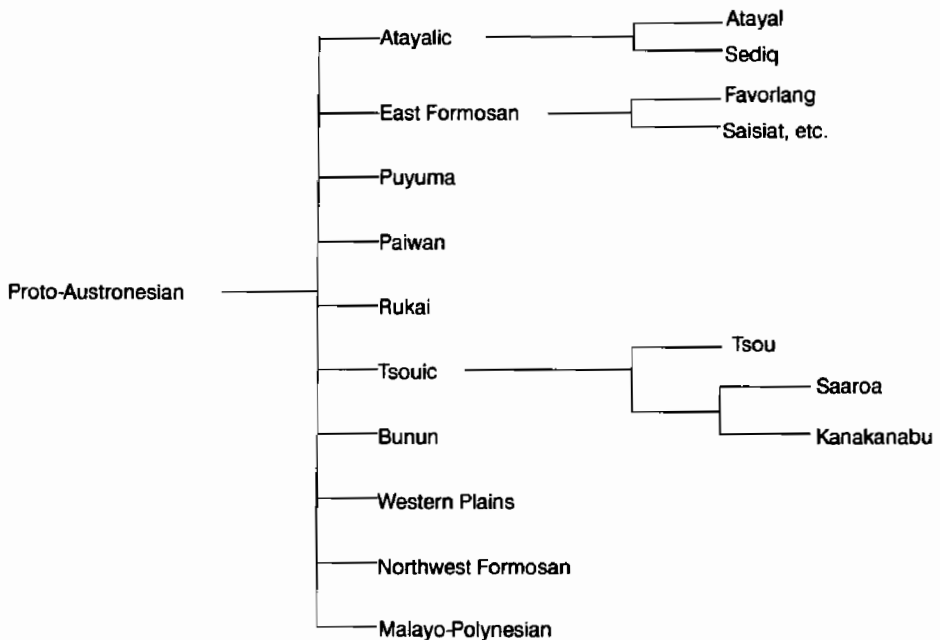 Atayalic
Atayal
Sediq
East Formosan
Favorlang
Saisiat, etc.
Puyuma
Paiwan
Proto-Austronesian
Rukai
Tsouic
Tsou
Saaroa
Kanakanabu
Bunun
Western Plains
Northwest Formosan
Malayo-Polynesian